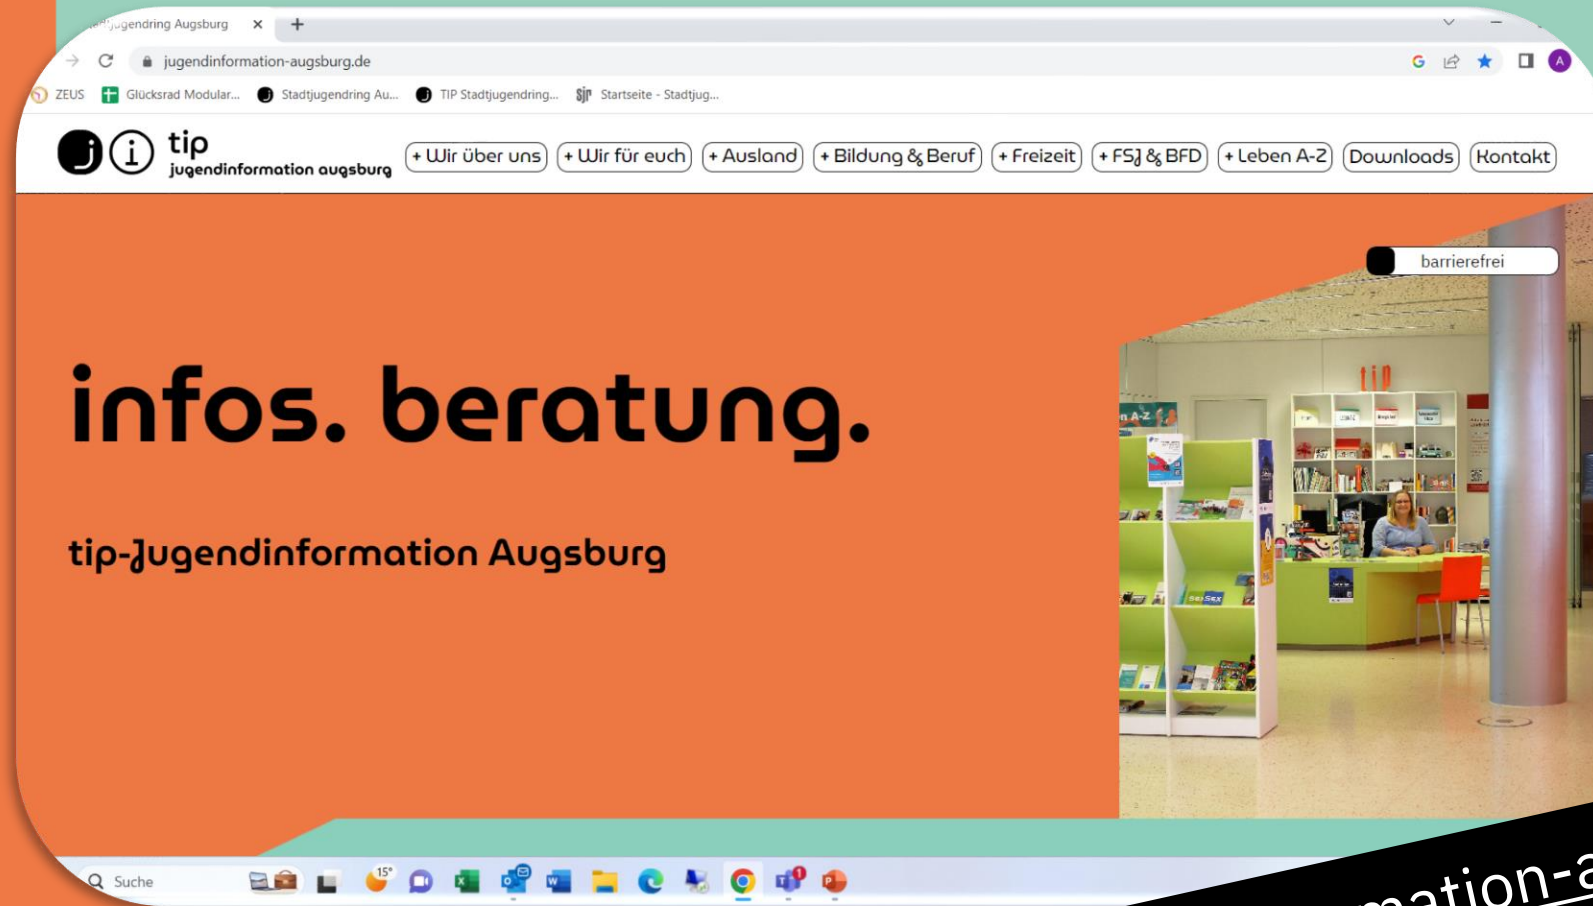 jugendring Augsburg
jugendinformation-augsburg.de
A
ZEUS Glücksrad Modular... Stadtjugendring Au... TIP Stadtjugendring... sjr Startseite - Stadtjug...
tip
jugendinformation augsburg
+ Wir über uns + Wir für euch + Ausland + Bildung & Beruf + Freizeit + FSJ & BFD + Leben A-Z Downloads Kontakt
barrierefrei
infos. beratung.
tip-Jugendinformation Augsburg
tip
n A-Z
Suche
15°
mation-a